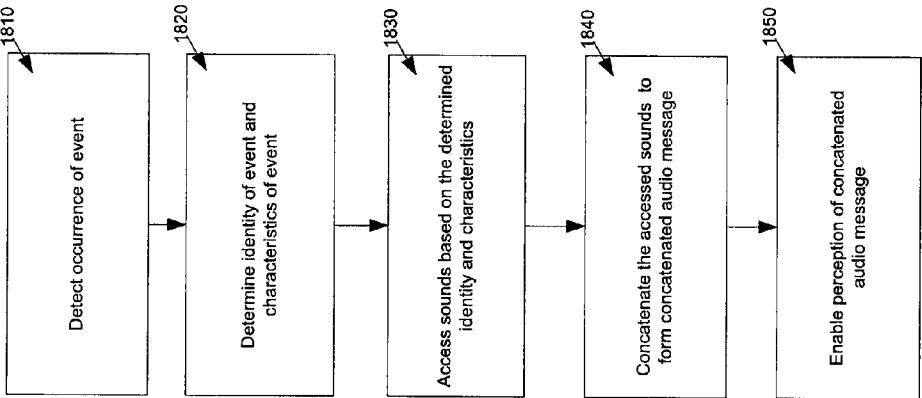 1810
Detect occurrence of event
1820
Determine identity of event and
characteristics of event
1830
Access sounds based on the determined
identity and characteristics
1840
Concatenate the accessed sounds to
form concatenated audio message
1850
Enable perception of concatenated
audio message